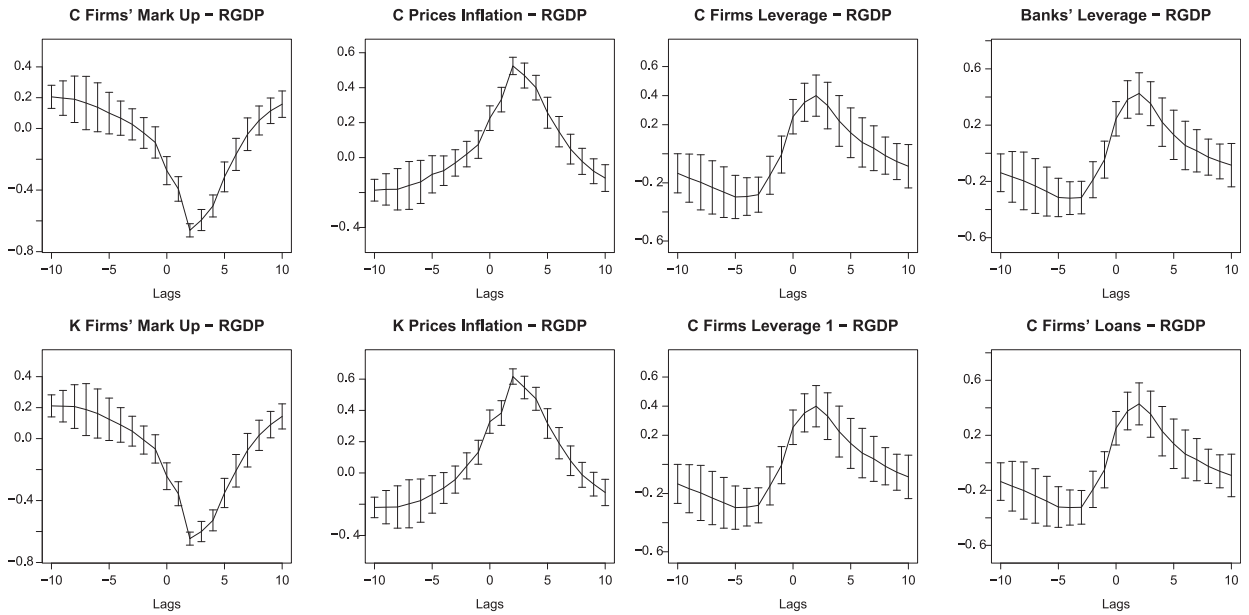 C Firms’ Mark Up − RGDP
0.4
0.2
0.0
−0.4
−0.8
−10 −5 0 5 10
Lags
C Prices Inflation − RGDP
0.6
0.4
0.2
0.0
−0.4
−10 −5 0 5 10
Lags
C Firms Leverage − RGDP
0.6
0.4
0.2
−0.2
−0.6
−10 −5 0 5 10
Lags
Banks’ Leverage − RGDP
0.6
0.2
−0.2
−0.6
−10 −5 0 5 10
Lags
K Firms’ Mark Up − RGDP
0.4
0.2
0.0
−0.4
−0.8
−10 −5 0 5 10
Lags
K Prices Inflation − RGDP
0.6
0.4
0.2
0.0
−0.4
−10 −5 0 5 10
Lags
C Firms Leverage 1 − RGDP
0.6
0.4
0.2
−0.2
−0.6
−10 −5 0 5 10
Lags
C Firms’ Loans − RGDP
0.6
0.2
−0.2
−0.6
−10 −5 0 5 10
Lags